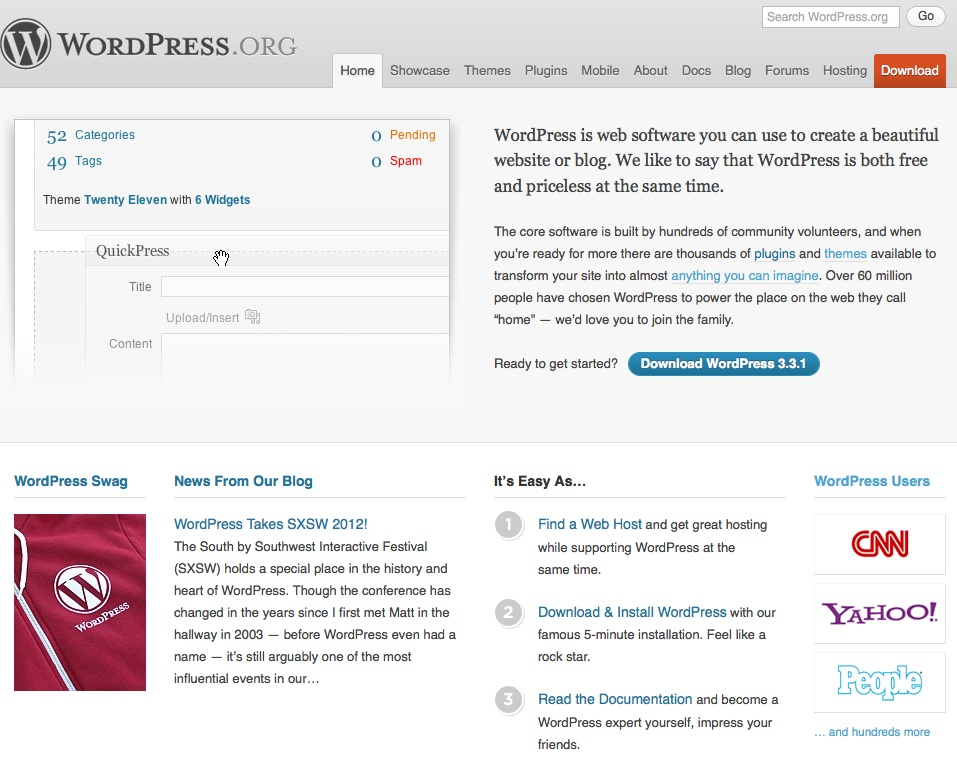 Search WordPress.org
Go
WORDPRESS.ORG
Home Showcase Themes Plugins Mobile About Docs Blog Forums Hosting Download
52 Categories 0 Pending
49 Tags 0 Spam
Theme Twenty Eleven with 6 Widgets
QuickPress
Title
Upload/Insert
Content
WordPress is web software you can use to create a beautiful
website or blog. We like to say that WordPress is both free
and priceless at the same time.
The core software is built by hundreds of community volunteers, and when
you’re ready for more there are thousands of plugins and themes available to
transform your site into almost anything you can imagine. Over 60 million
people have chosen WordPress to power the place on the web they call
“home” — we’d love you to join the family.
Ready to get started? Download WordPress 3.3.1
WordPress Swag
WORDPRESS
News From Our Blog
WordPress Takes SXSW 2012!
The South by Southwest Interactive Festival
(SXSW) holds a special place in the history and
heart of WordPress. Though the conference has
changed in the years since I first met Matt in the
hallway in 2003 — before WordPress even had a
name — it’s still arguably one of the most
influential events in our…
It’s Easy As…
1 Find a Web Host and get great hosting
while supporting WordPress at the
same time.
2 Download & Install WordPress with our
famous 5-minute installation. Feel like a
rock star.
3 Read the Documentation and become a
WordPress expert yourself, impress your
friends.
WordPress Users
CNN
YAHOO!
People
… and hundreds more